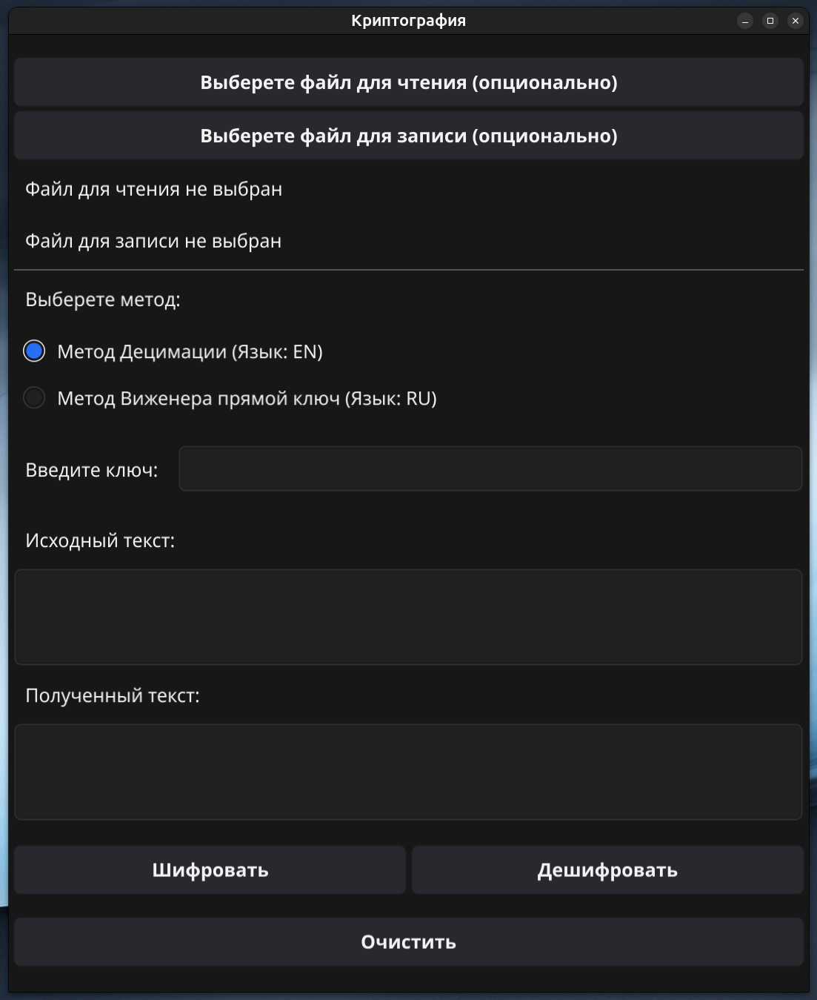 Криптография
Выберете файл для чтения (опционально)
Выберете файл для записи (опционально)
Файл для чтения не выбран
Файл для записи не выбран
Выберете метод:
Метод Децимации (Язык: EN)
Метод Виженера прямой ключ (Язык: RU)
Введите ключ:
Исходный текст:
Полученный текст:
Шифровать
Дешифровать
Очистить